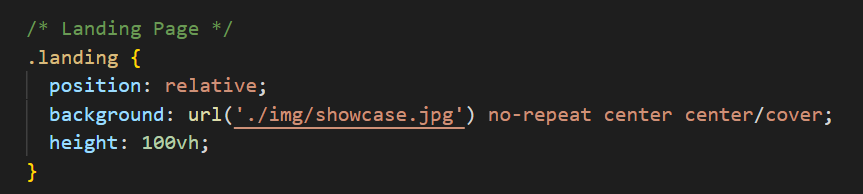 /* Landing Page */
.landing {
  position: relative;
  background: url('./img/showcase.jpg') no-repeat center center/cover;
  height: 100vh;
}